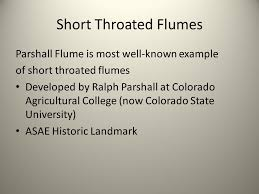 Short Throated Flumes
Parshall Flume is most well-known example
of short throated flumes
• Developed by Ralph Parshall at Colorado
Agricultural College (now Colorado State
University)
• ASAE Historic Landmark